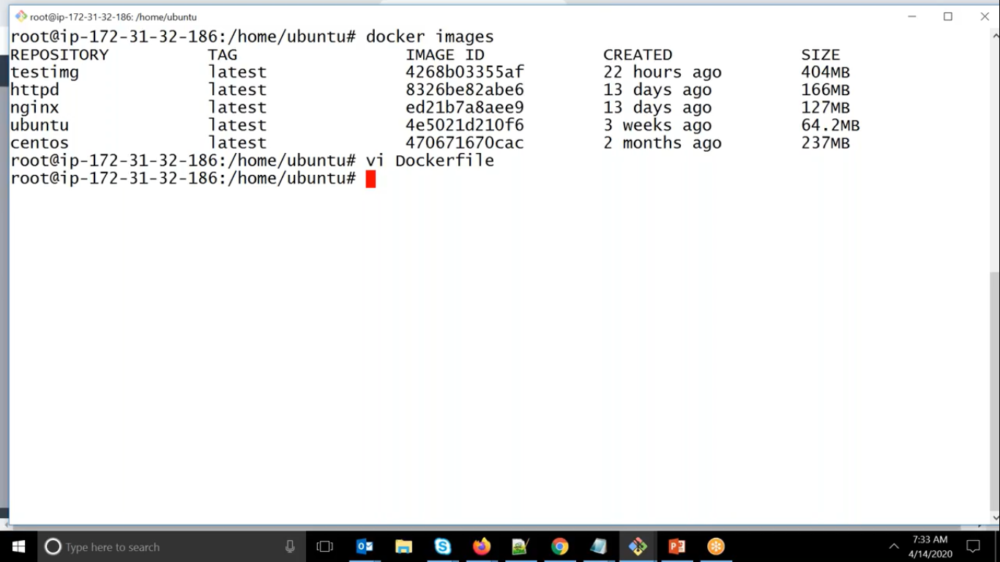 root@ip-172-31-32-186: /home/ubuntu
root@ip-172-31-32-186:/home/ubuntu# docker images
REPOSITORY TAG IMAGE ID CREATED SIZE
testimg latest 4268b03355af 22 hours ago 404MB
httpd latest 8326be82abe6 13 days ago 166MB
nginx latest ed21b7a8aee9 13 days ago 127MB
ubuntu latest 4e5021d210f6 3 weeks ago 64.2MB
centos latest 470671670cac 2 months ago 237MB
root@ip-172-31-32-186:/home/ubuntu# vi Dockerfile
root@ip-172-31-32-186:/home/ubuntu#
Type here to search
7:33 AM
4/14/2020